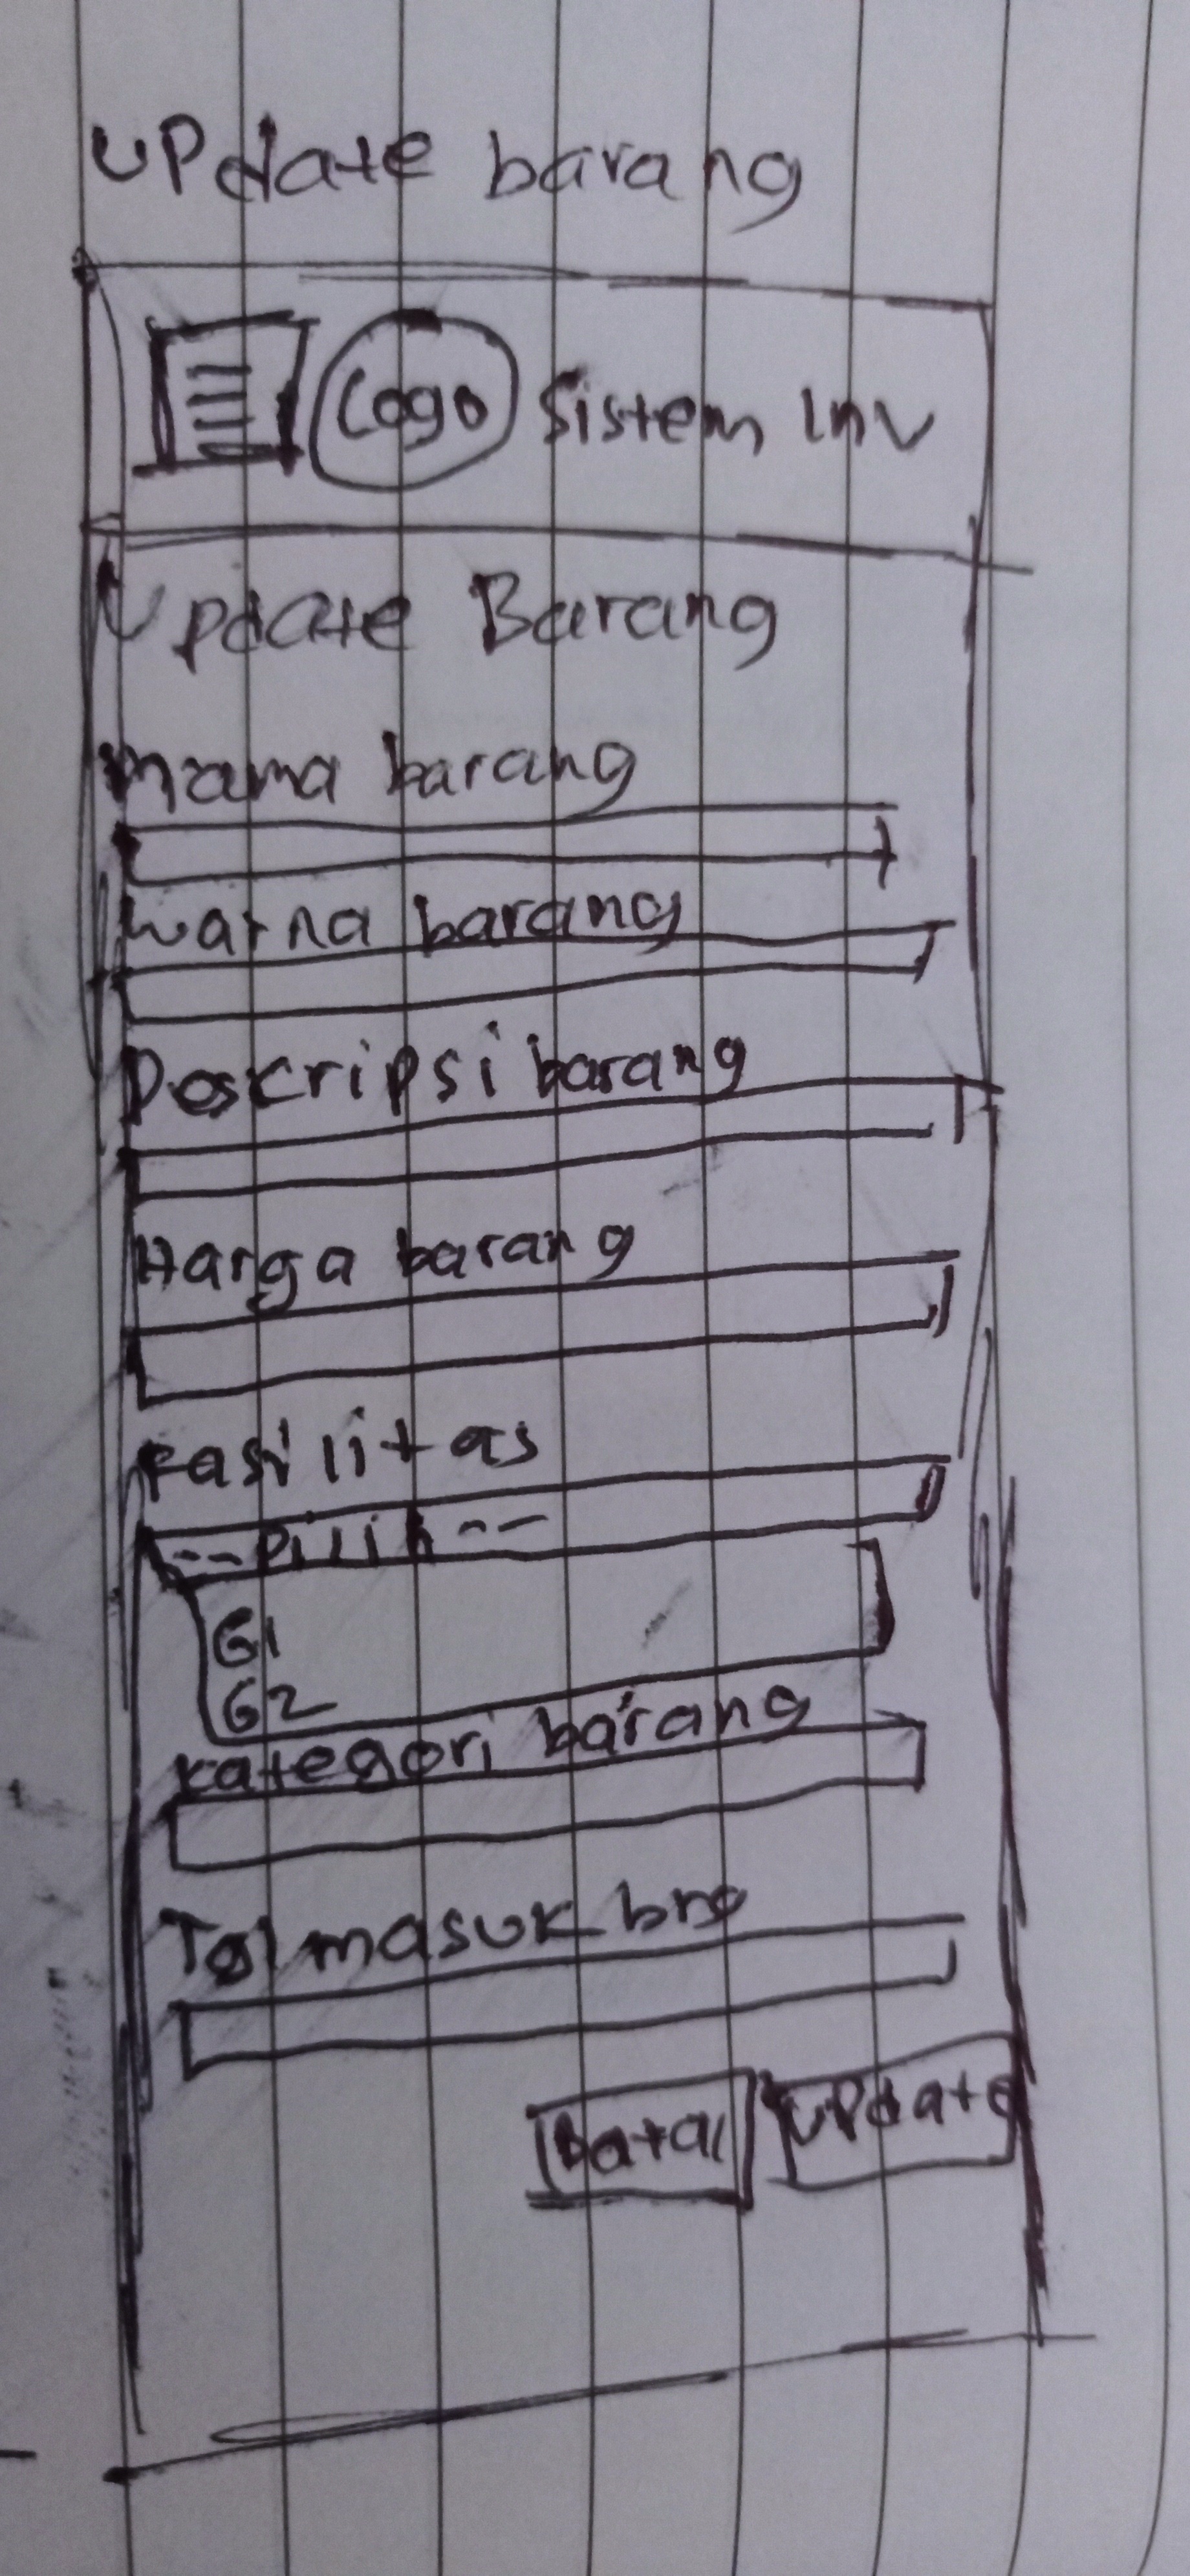 UPdate barang
Logo Sistem Inv
Update Barang
nama barang
warna barang
Deskripsi barang
Harga barang
Fasilitas
--Pilih--
G1
G2
Kategori barang
Tgl masuk brg
Batal Update